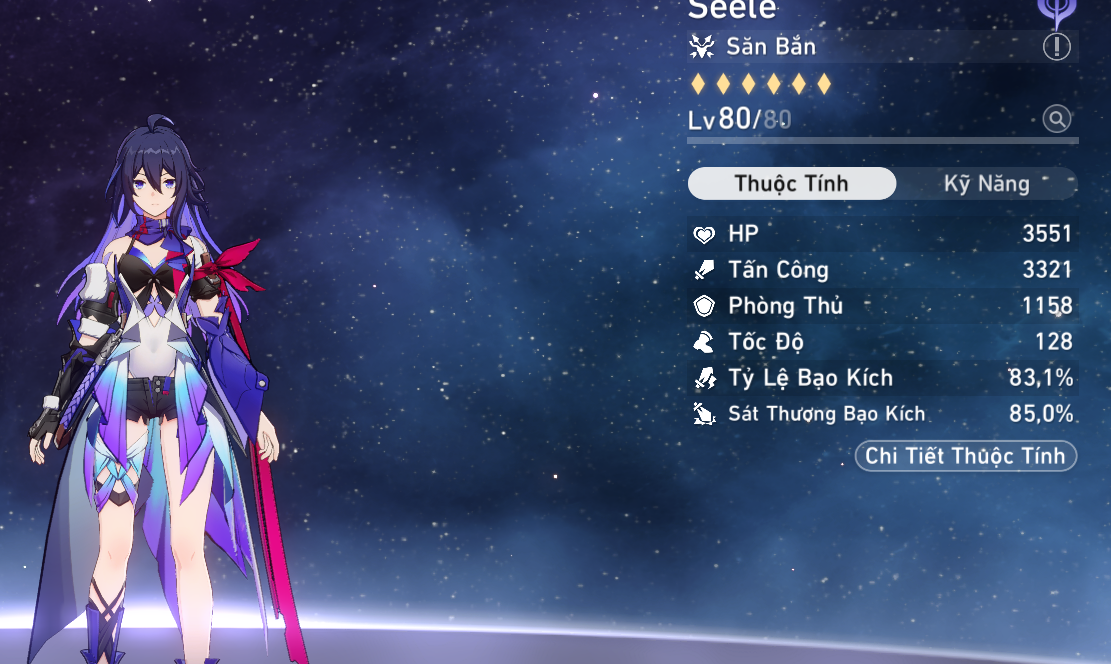 Seele
Săn Bắn
Lv80/80
Thuộc Tính Kỹ Năng
HP 3551
Tấn Công 3321
Phòng Thủ 1158
Tốc Độ 128
Tỷ Lệ Bạo Kích 83,1%
Sát Thương Bạo Kích 85,0%
Chi Tiết Thuộc Tính